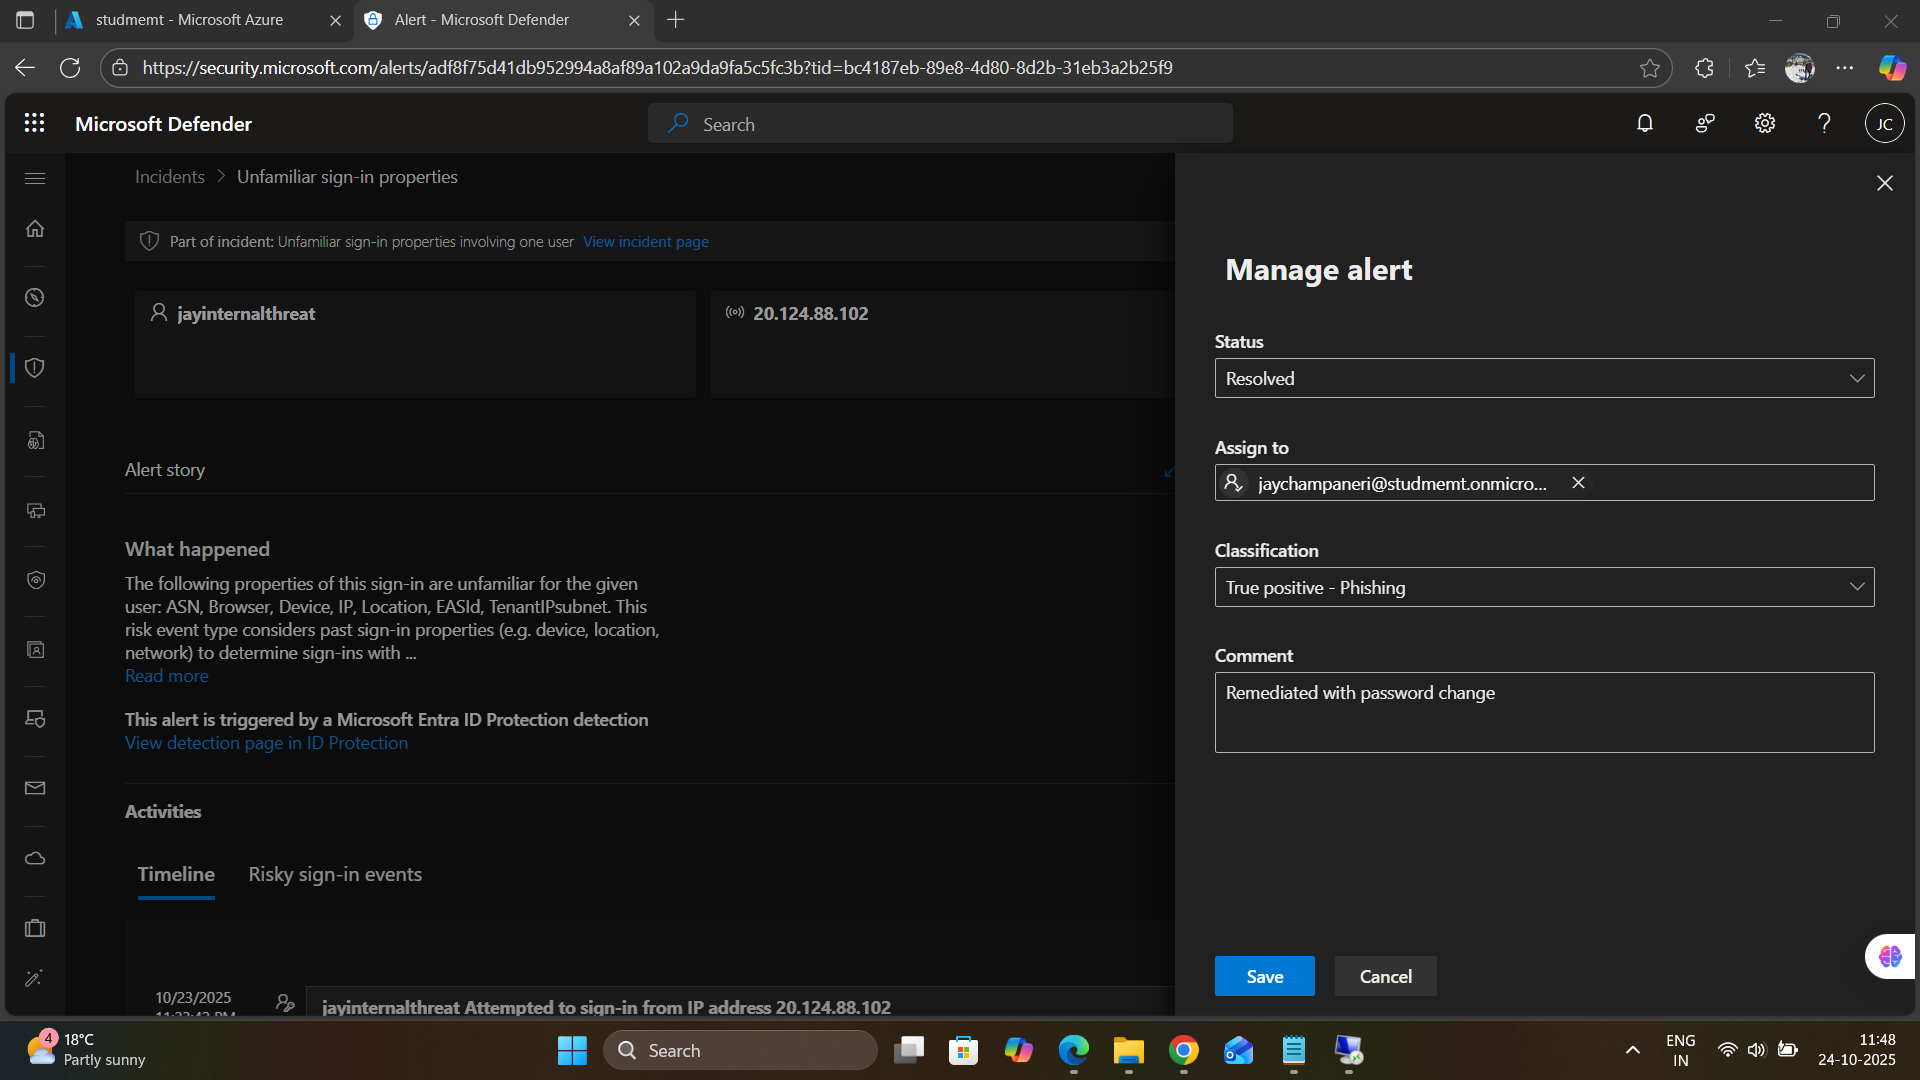 studmemt - Microsoft Azure
Alert - Microsoft Defender
https://security.microsoft.com/alerts/adf8f75d41db952994a8af89a102a9da9fa5c5fc3b?tid=bc4187eb-89e8-4d80-8d2b-31eb3a2b25f9
Microsoft Defender
Search
JC
Incidents > Unfamiliar sign-in properties
Part of incident: Unfamiliar sign-in properties involving one user View incident page
jayinternalthreat
20.124.88.102
Alert story
What happened
The following properties of this sign-in are unfamiliar for the given
user: ASN, Browser, Device, IP, Location, EASId, TenantIPsubnet. This
risk event type considers past sign-in properties (e.g. device, location,
network) to determine sign-ins with ...
Read more
This alert is triggered by a Microsoft Entra ID Protection detection
View detection page in ID Protection
Activities
Timeline
Risky sign-in events
10/23/2025
jayinternalthreat Attempted to sign-in from IP address 20.124.88.102
Manage alert
Status
Resolved
Assign to
jaychampaneri@studmemt.onmicro...
Classification
True positive - Phishing
Comment
Remediated with password change
Save
Cancel
4
18°C
Partly sunny
Search
ENG
IN
11:48
24-10-2025